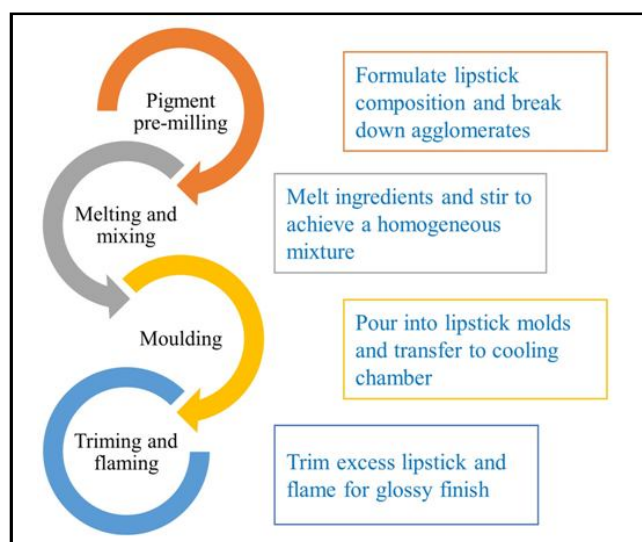 Pigment
pre-milling
Formulate lipstick
composition and break
down agglomerates
Melting and
mixing
Melt ingredients and stir to
achieve a homogeneous
mixture
Moulding
Pour into lipstick molds
and transfer to cooling
chamber
Triming and
flaming
Trim excess lipstick and
flame for glossy finish